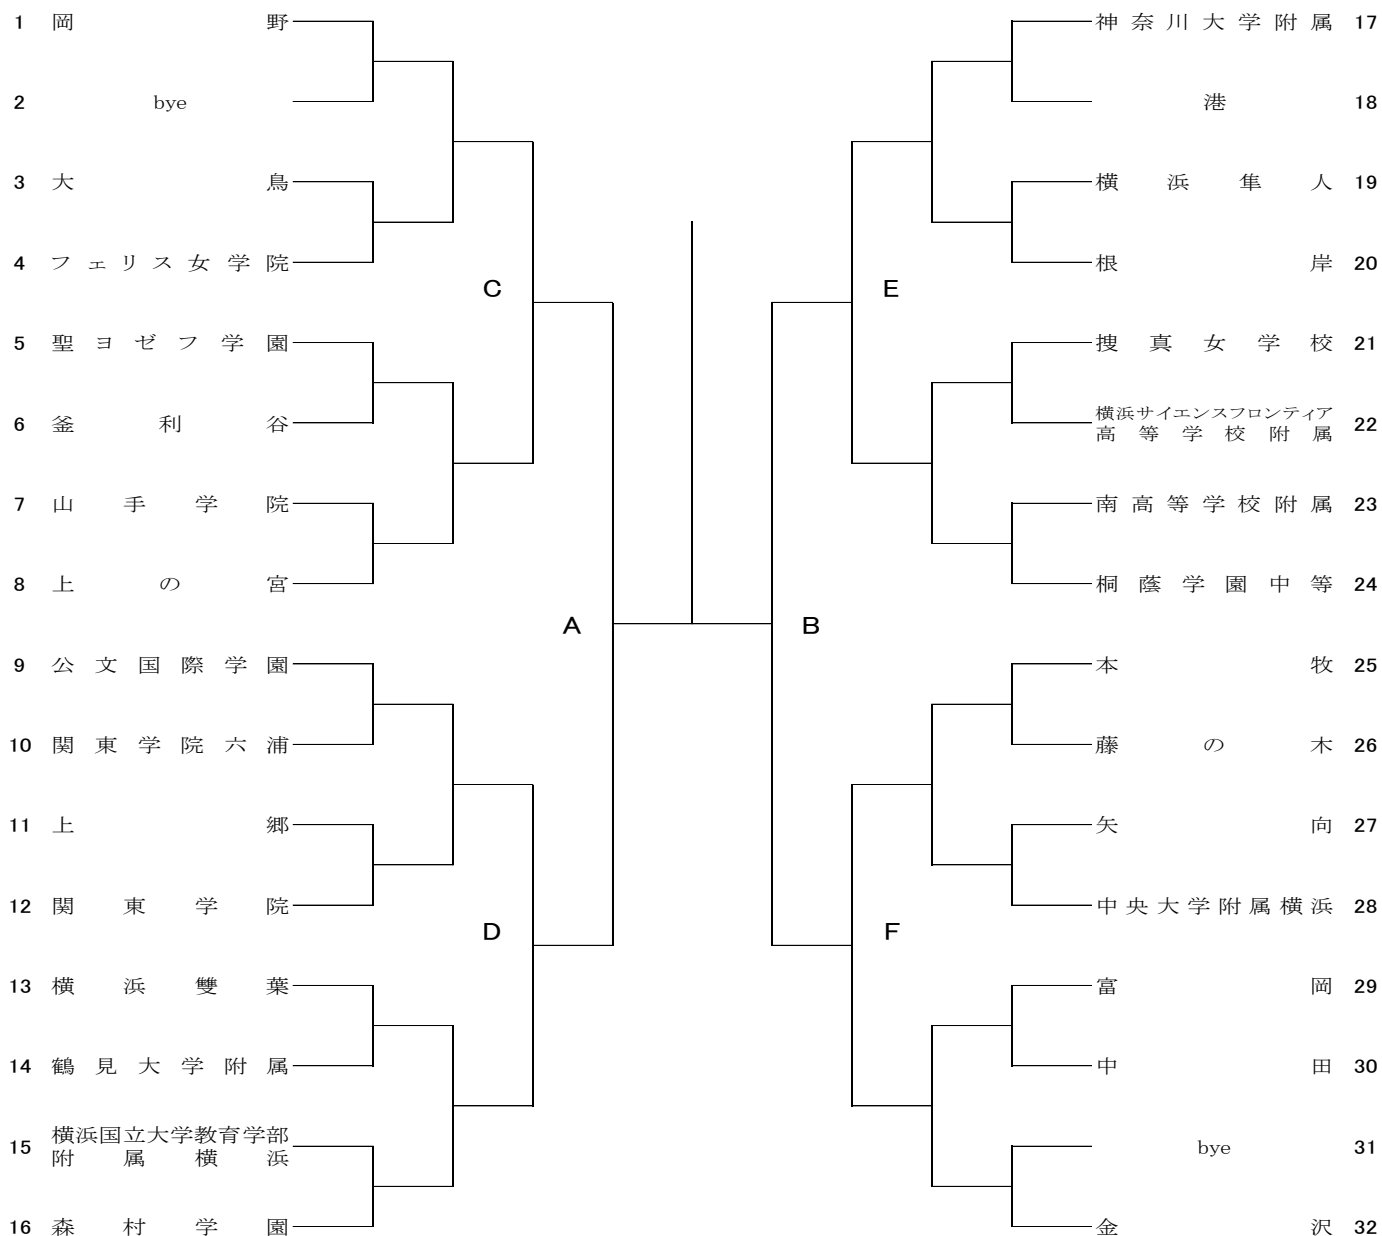 1 岡野
2 bye
3 大鳥
4 フェリス女学院
C
5 聖ヨゼフ学園
6 釜利谷
7 山手学院
8 上の宮
A
9 公文国際学園
10 関東学院六浦
11 上郷
12 関東学院
D
13 横浜雙葉
14 鶴見大学附属
15 横浜国立大学教育学部
附属横浜
16 森村学園
神奈川大学附属 17
港 18
横浜隼人 19
根岸 20
E
捜真女学校 21
横浜サイエンスフロンティア
高等学校附属 22
南高等学校附属 23
桐蔭学園中等 24
B
本牧 25
藤の木 26
矢向 27
中央大学附属横浜 28
F
富岡 29
中田 30
bye 31
金沢 32